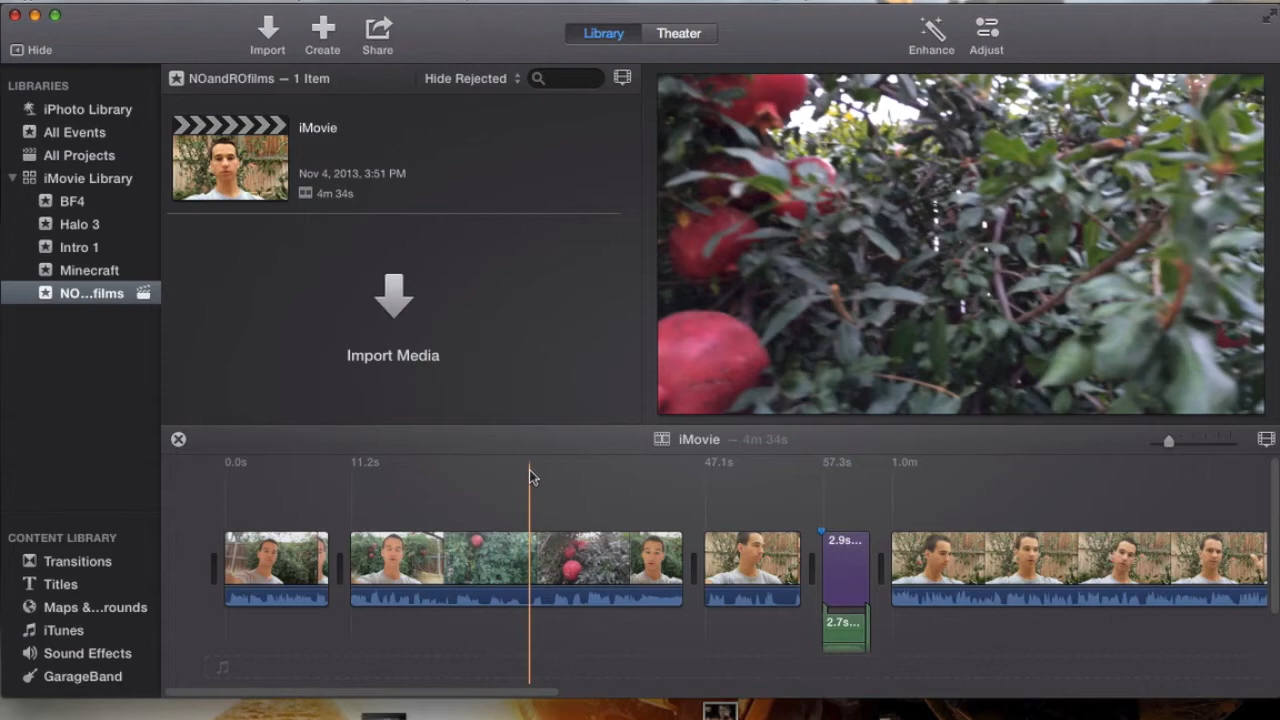 Import
Create
Share
Library
Theater
Enhance
Adjust
Hide
LIBRARIES
iPhoto Library
All Events
All Projects
iMovie Library
BF4
Halo 3
Intro 1
Minecraft
NO...films
NOandROfilms — 1 Item
Hide Rejected
iMovie
Nov 4, 2013, 3:51 PM
4m 34s
Import Media
iMovie — 4m 34s
0.0s
11.2s
47.1s
57.3s
1.0m
2.9s...
2.7s...
CONTENT LIBRARY
Transitions
Titles
Maps &...rounds
iTunes
Sound Effects
GarageBand